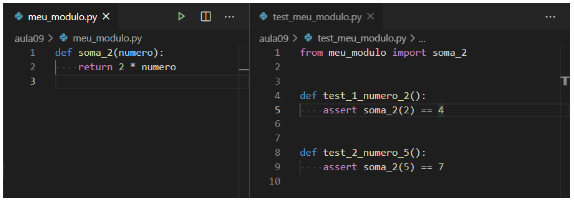 meu_modulo.py
aula09 > meu_modulo.py
1 def soma_2(numero):
2 return 2 * numero
3
test_meu_modulo.py
aula09 > test_meu_modulo.py > ...
1 from meu_modulo import soma_2
2
3
4 def test_1_numero_2():
5 assert soma_2(2) == 4
6
7
8 def test_2_numero_5():
9 assert soma_2(5) == 7
10